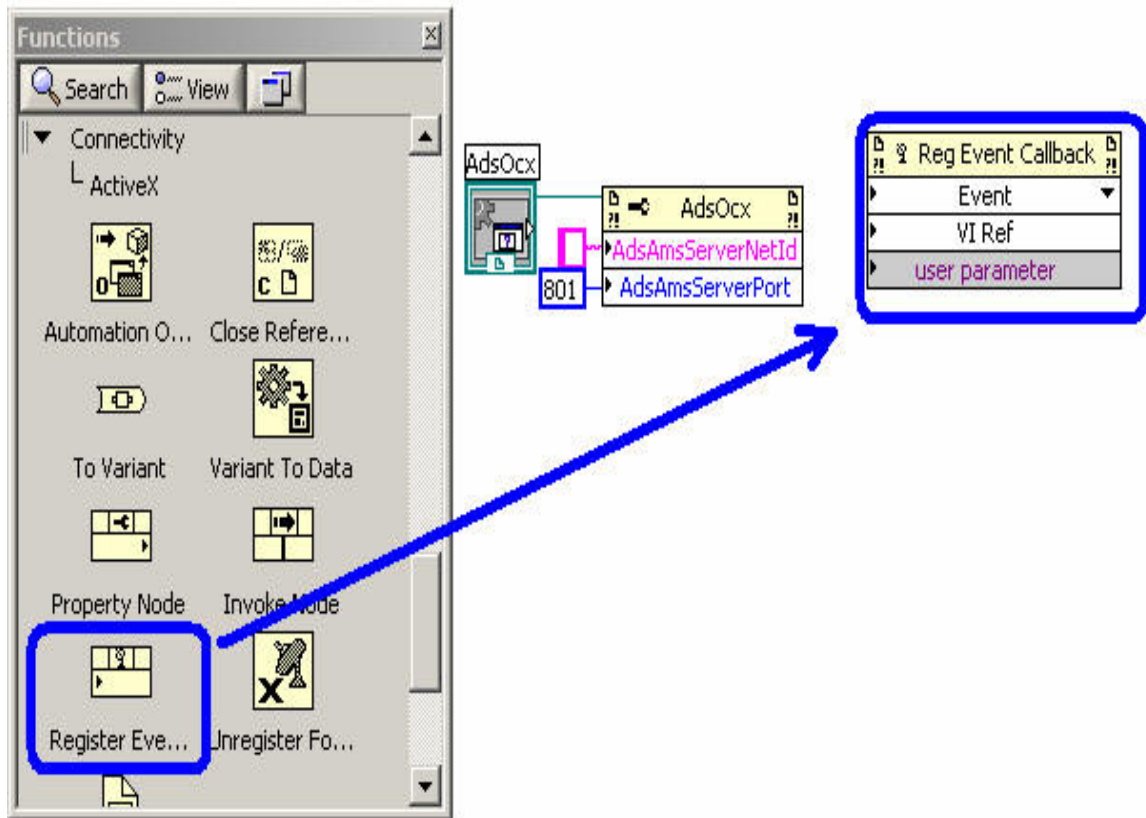 Functions
Search View
Connectivity
ActiveX
Automation O... Close Refere...
To Variant Variant To Data
Property Node Invoke Node
Register Eve... Unregister Fo...
AdsOcx
AdsOcx
AdsAmsServerNetId
801 AdsAmsServerPort
Reg Event Callback
Event
VI Ref
user parameter